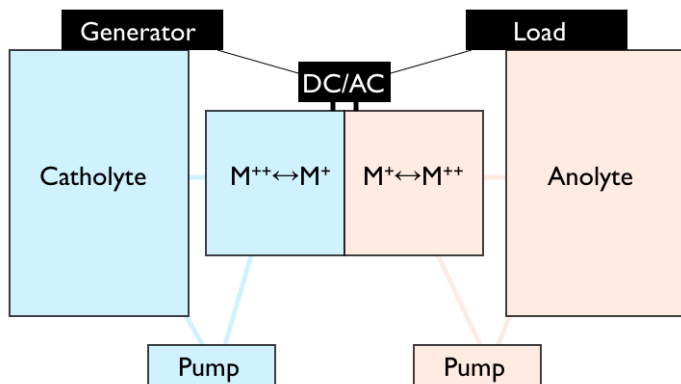 Generator
Load
DC/AC
Catholyte
M⁺⁺↔M⁺
M⁺↔M⁺⁺
Anolyte
Pump
Pump